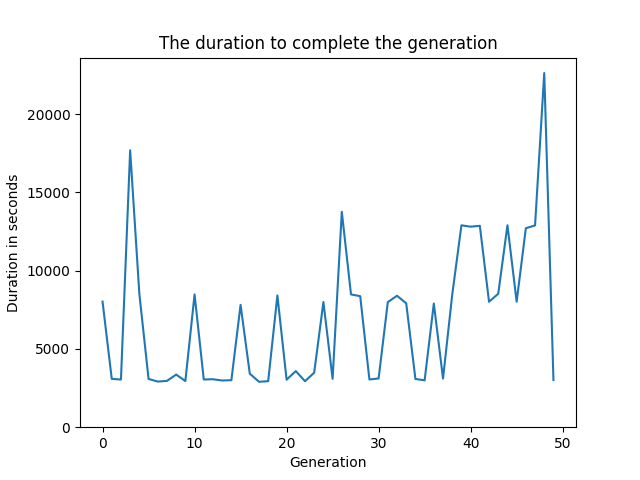 The duration to complete the generation
20000
15000
10000
5000
0
Duration in seconds
0 10 20 30 40 50
Generation